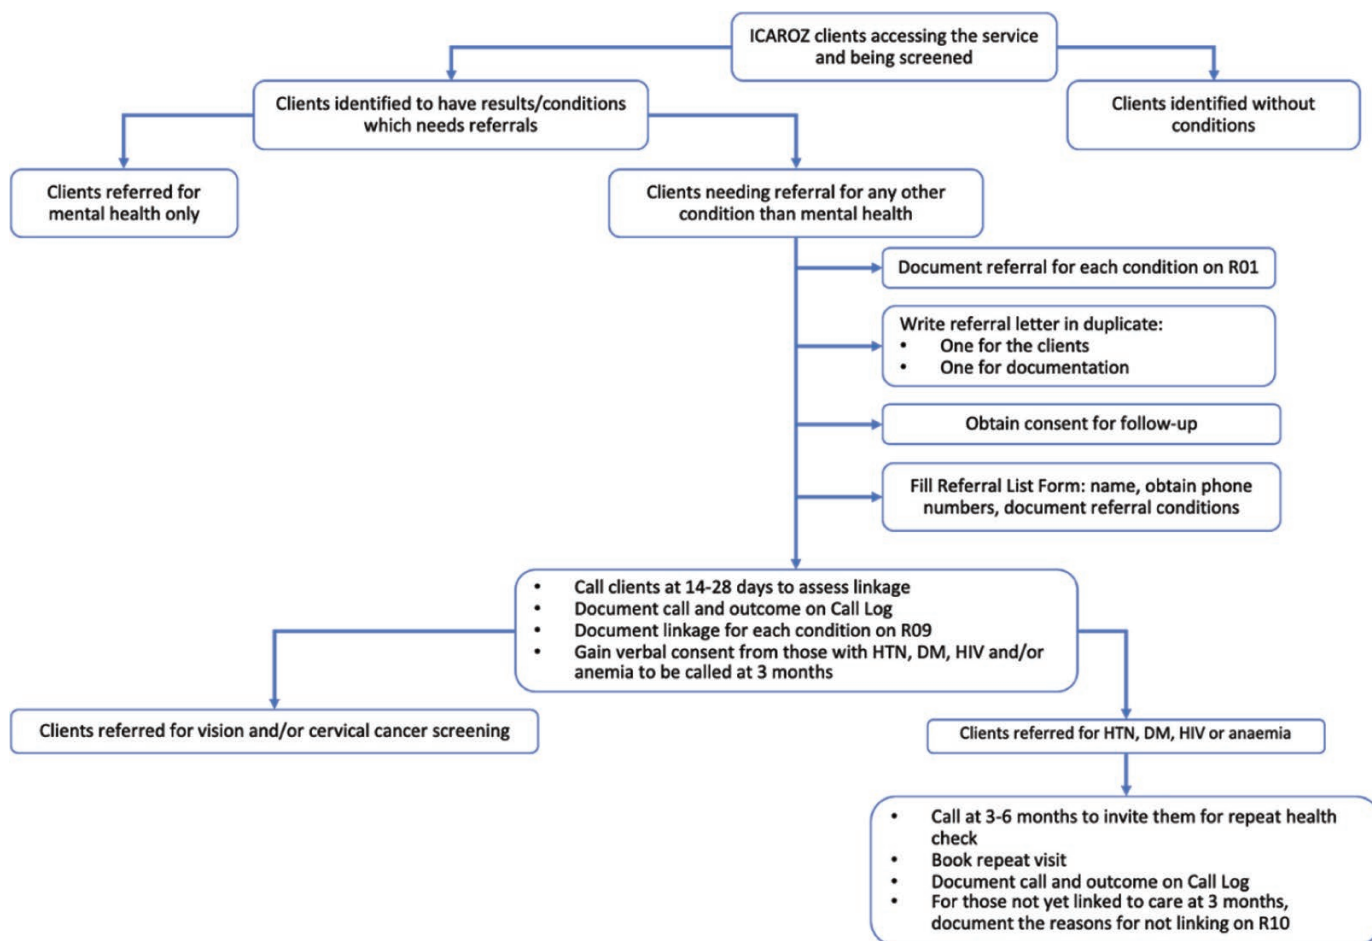 ICAROZ clients accessing the service
and being screened
Clients identified to have results/conditions
which needs referrals
Clients identified without
conditions
Clients referred for
mental health only
Clients needing referral for any other
condition than mental health
Document referral for each condition on R01
Write referral letter in duplicate:
• One for the clients
• One for documentation
Obtain consent for follow-up
Fill Referral List Form: name, obtain phone
numbers, document referral conditions
• Call clients at 14-28 days to assess linkage
• Document call and outcome on Call Log
• Document linkage for each condition on R09
• Gain verbal consent from those with HTN, DM, HIV and/or
anemia to be called at 3 months
Clients referred for vision and/or cervical cancer screening
Clients referred for HTN, DM, HIV or anaemia
• Call at 3-6 months to invite them for repeat health
check
• Book repeat visit
• Document call and outcome on Call Log
• For those not yet linked to care at 3 months,
document the reasons for not linking on R10